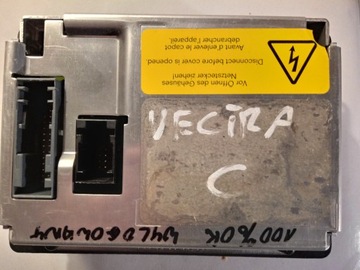 Vor Öffnen des Gehäuses
Netzstecker ziehen!
Disconnect before cover is opened.
Avant d'enlever le capot
débrancher l'appareil.
VECTRA
C
100% OK WYLOGOWANY